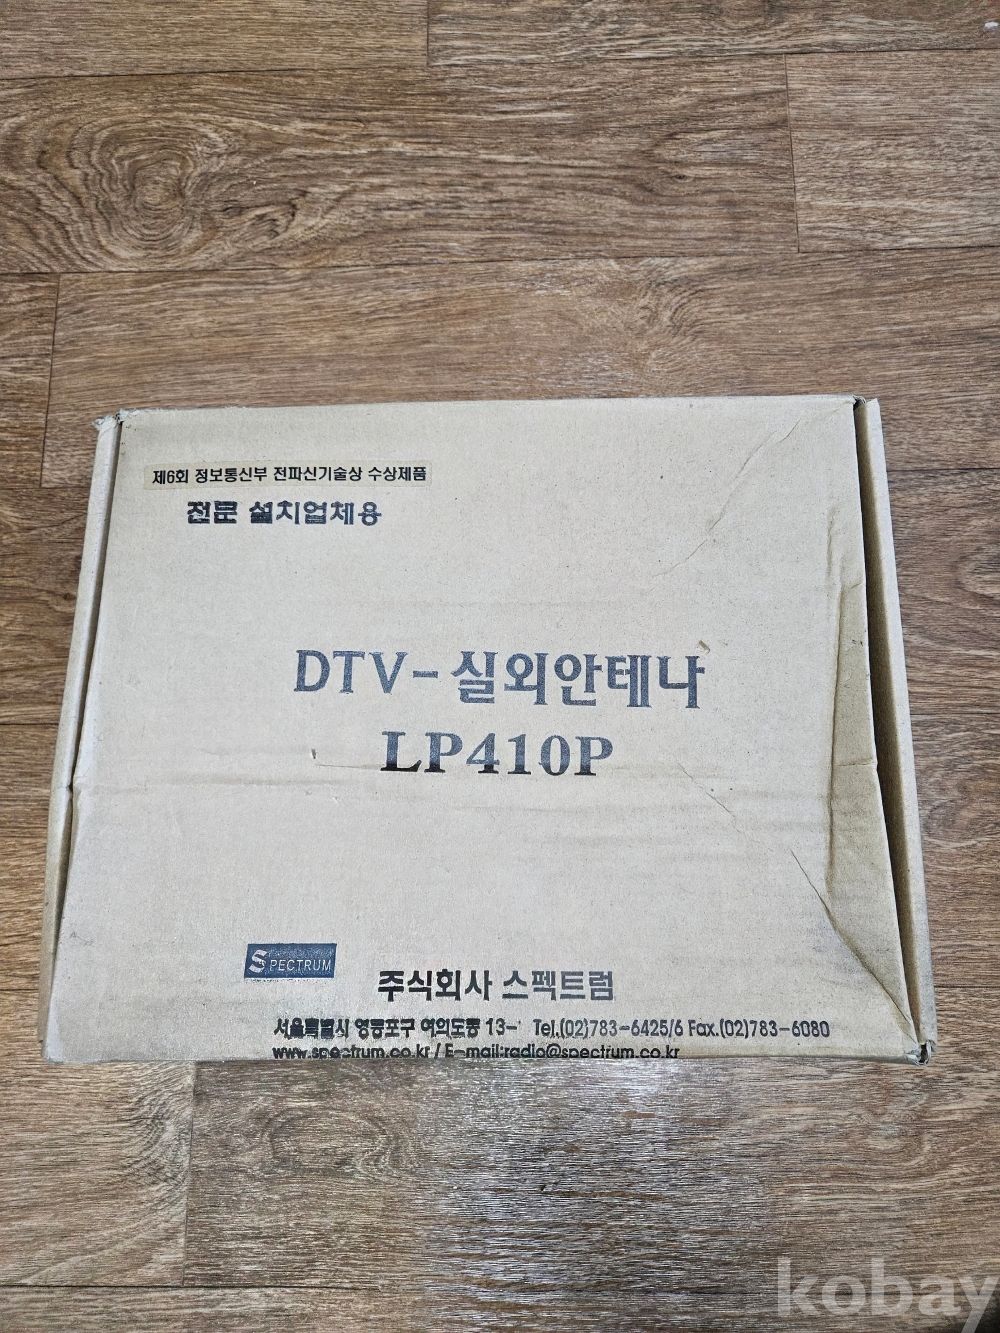 제6회 정보통신부 전파신기술상 수상제품
전문 설치업체용
DTV-실외안테나
LP410P
SPECTRUM
주식회사 스펙트럼
서울특별시 영등포구 여의도동 13- Tel.(02)783-6425/6 Fax.(02)783-6080
www.spectrum.co.kr / E-mail:radio@spectrum.co.kr
kobay